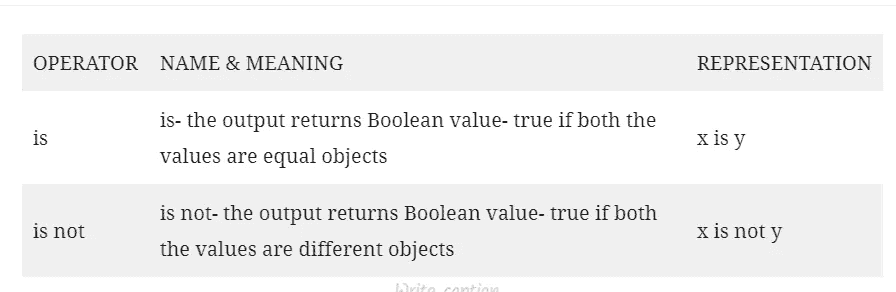 OPERATOR NAME & MEANING REPRESENTATION
is- the output returns Boolean value- true if both the
is x is y
values are equal objects
is not- the output returns Boolean value- true if both
is not x is not y
the values are different objects
Write caption